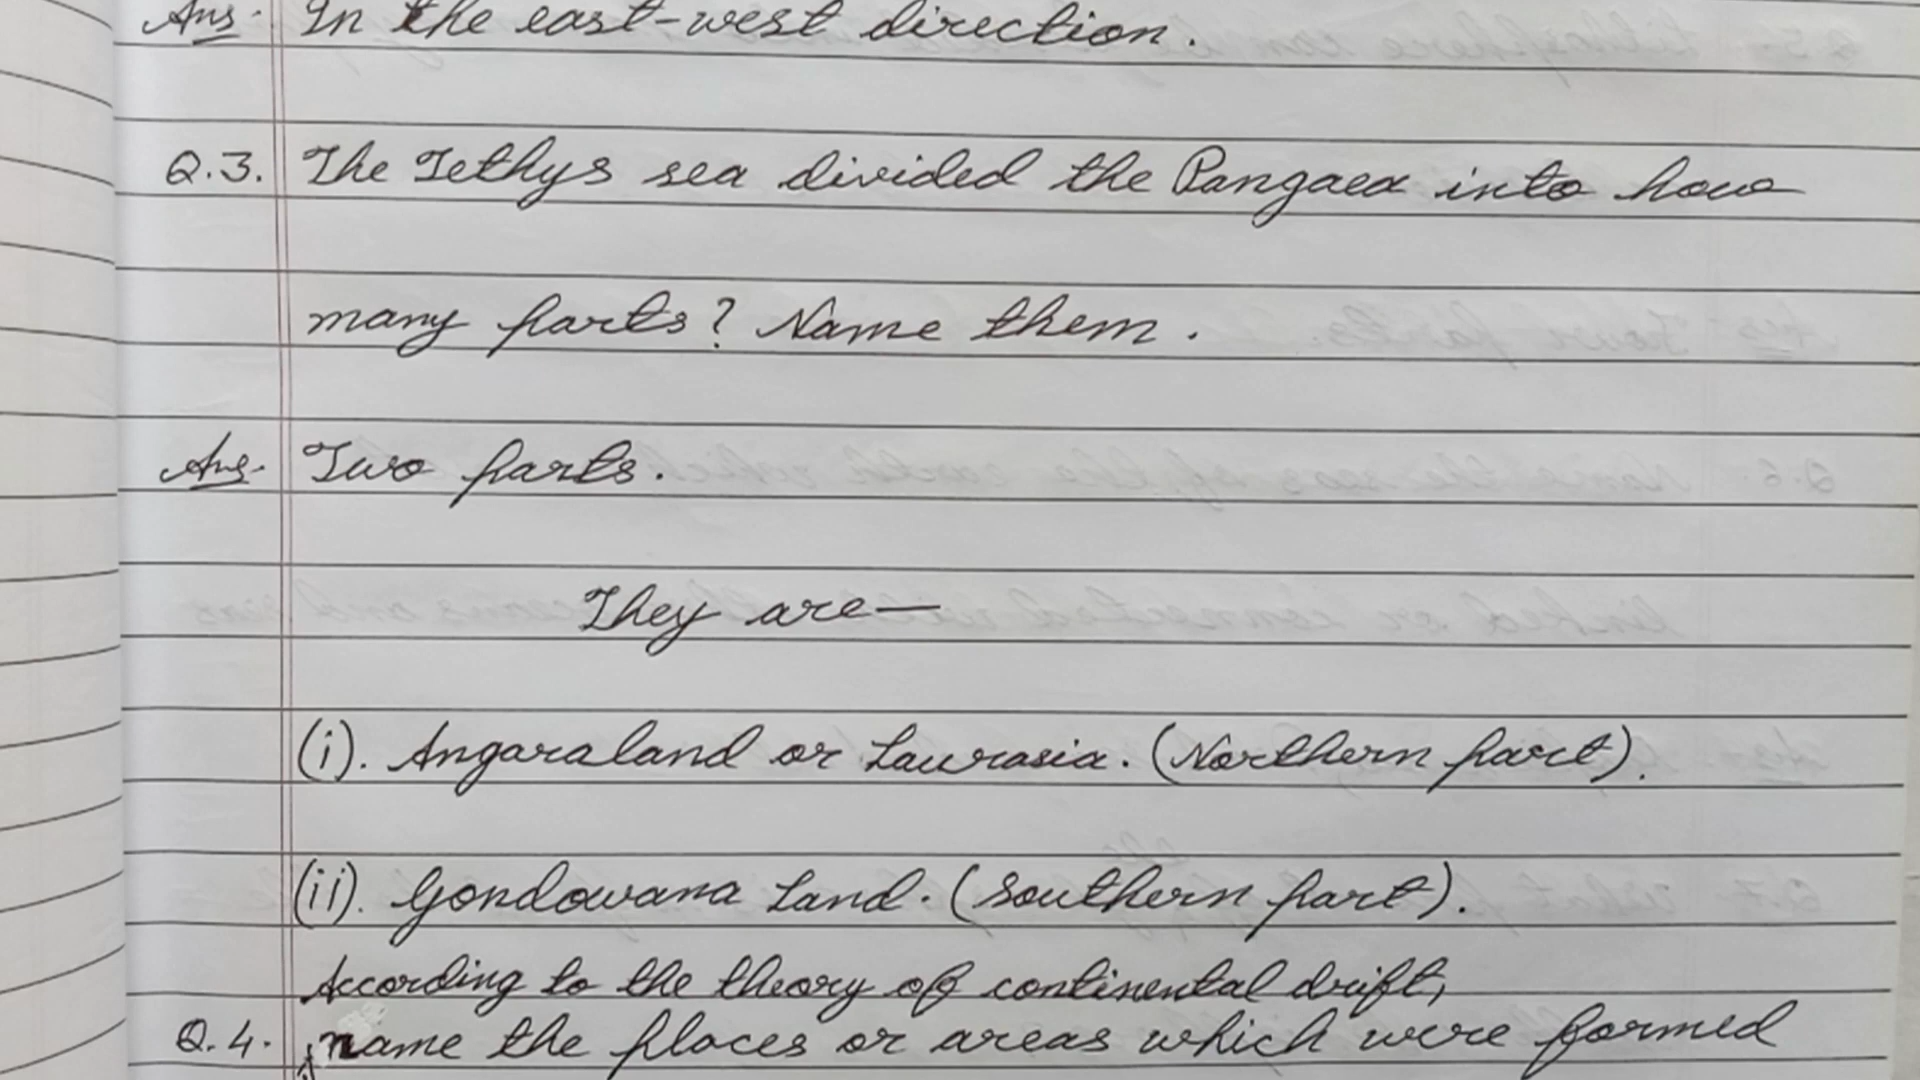 Ans. In the east-west direction.
Q.3. The Tethys sea divided the Pangaea into how
many parts? Name them.
Ans. Two parts.
They are—
(i). Angaraland or Laurasia. (Northern part).
(ii). Gondowana Land. (Southern part).
According to the theory of continental drift,
Q.4. name the places or areas which were formed